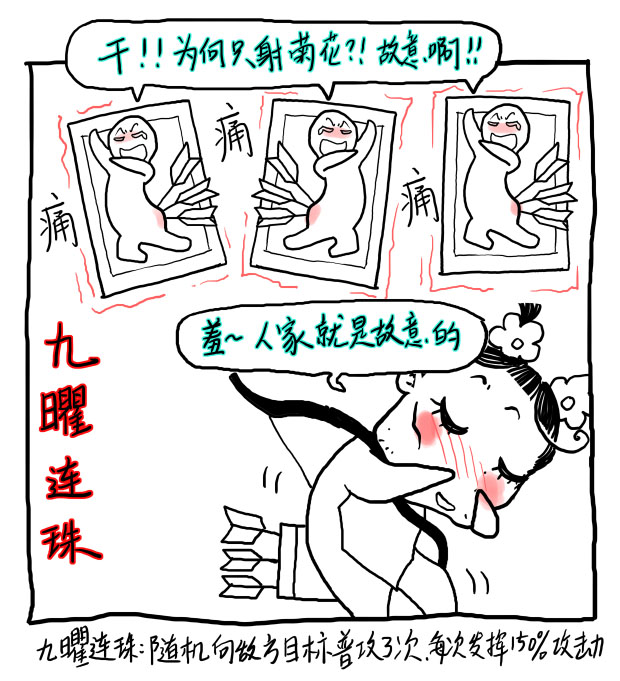 干!!为何只射菊花?!故意啊!!
痛
痛
痛
羞~人家就是故意的
九曜连珠
九曜连珠:随机向敌方目标普攻3次,每次发挥150%攻击力